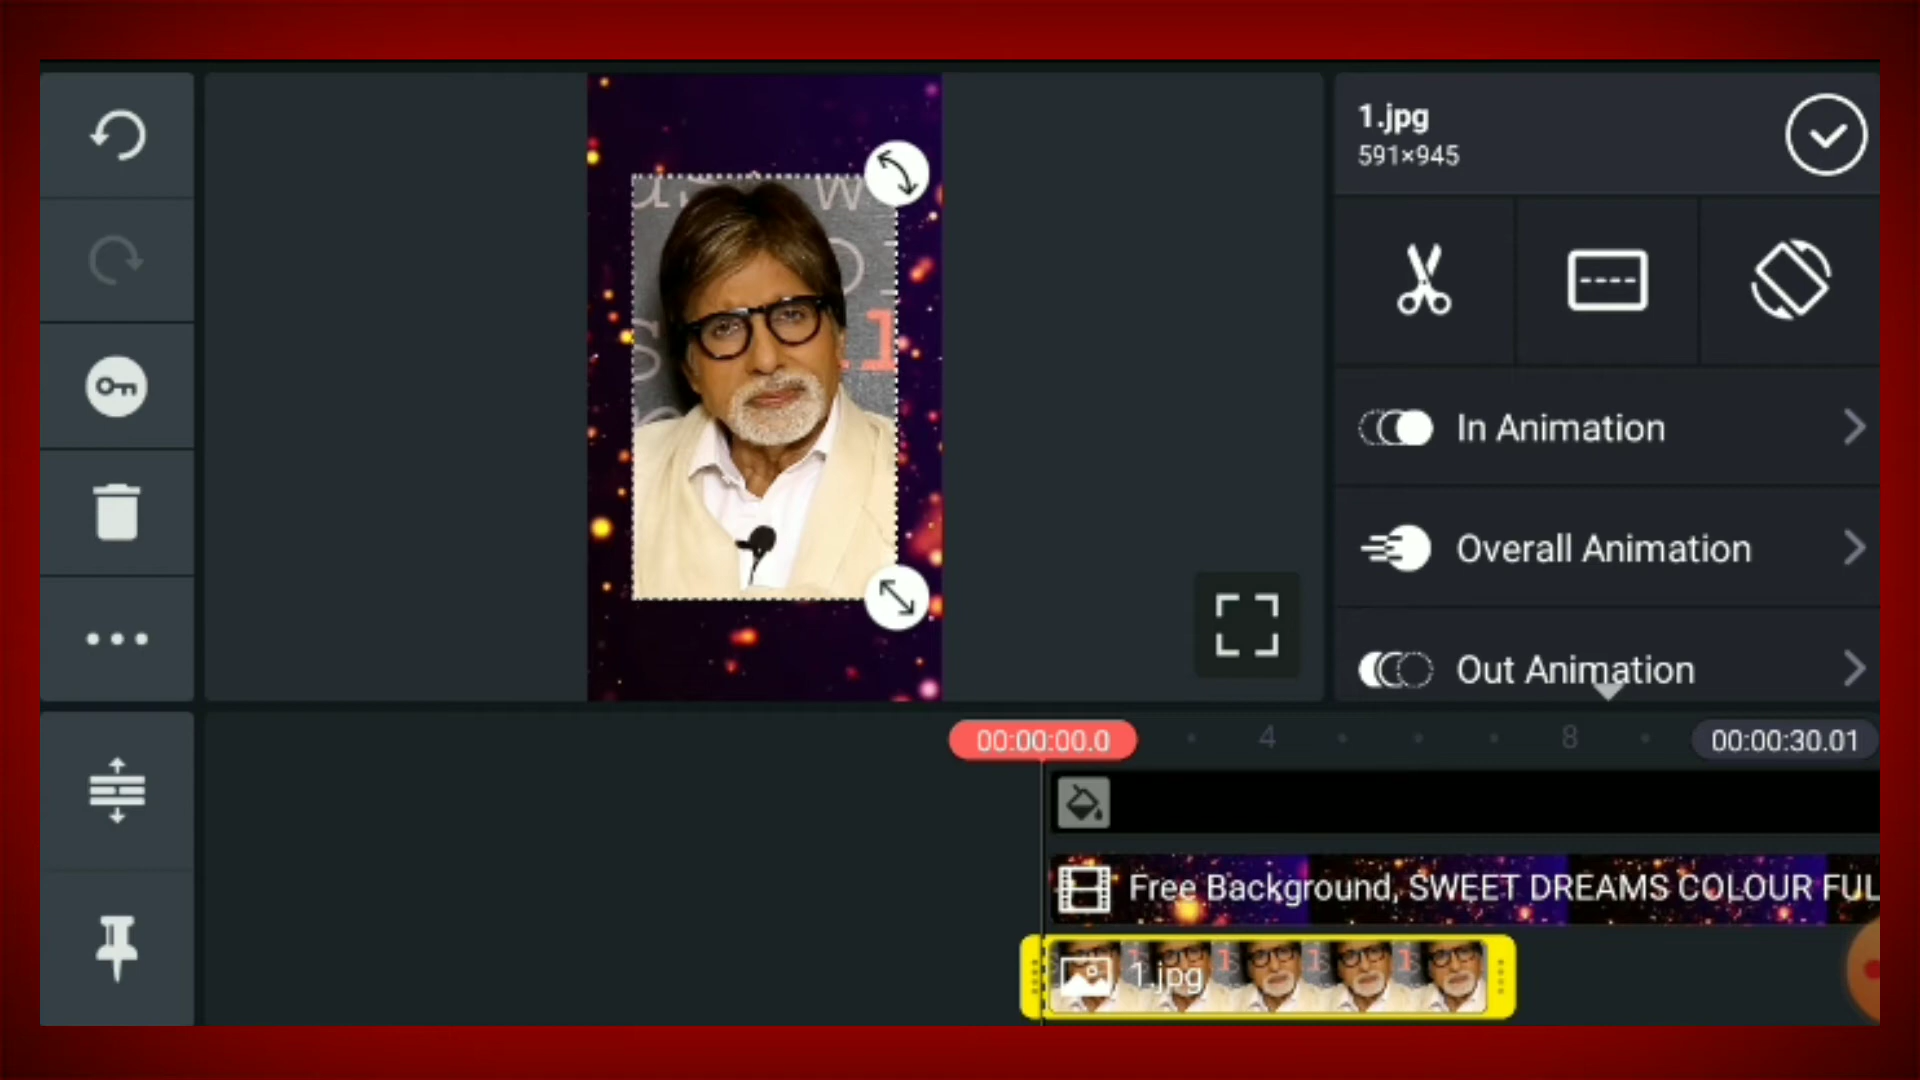 1.jpg
591×945
In Animation
Overall Animation
Out Animation
00:00:00.0
4
8
00:00:30.01
Free Background, SWEET DREAMS COLOUR FUL
1.jpg